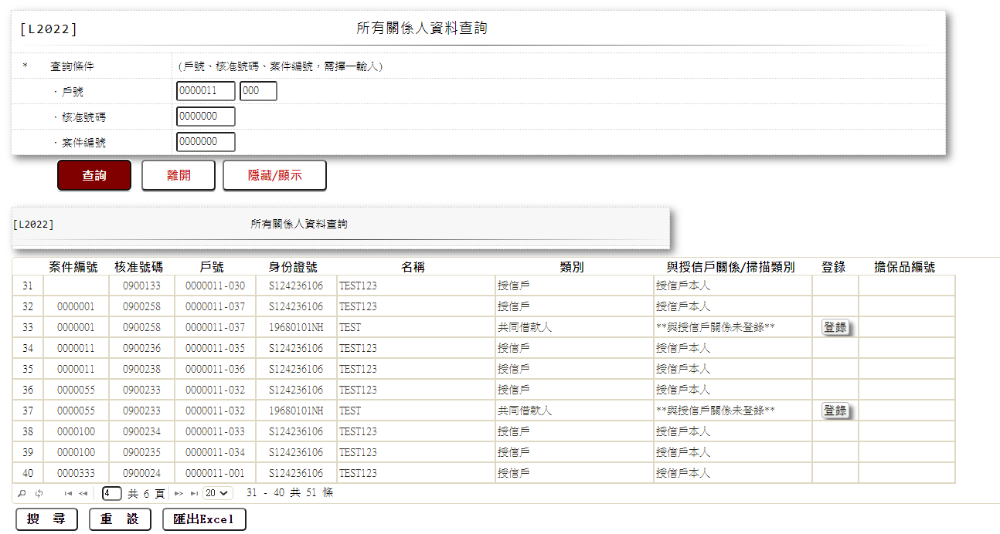 [L2022] 所有關係人資料查詢
* 查詢條件 (戶號、核准號碼、案件編號，需擇一輸入)
· 戶號 0000011 000
· 核准號碼 0000000
· 案件編號 0000000
查詢 離開 隱藏/顯示
[L2022] 所有關係人資料查詢
案件編號 核准號碼 戶號 身份證號 名稱 類別 與授信戶關係/掃描類別 登錄 擔保品編號
31 0900133 0000011-030 S124236106 TEST123 授信戶 授信戶本人
32 0000001 0900258 0000011-037 S124236106 TEST123 授信戶 授信戶本人
33 0000001 0900258 0000011-037 19680101NH TEST 共同借款人 **與授信戶關係未登錄** 登錄
34 0000011 0900236 0000011-035 S124236106 TEST123 授信戶 授信戶本人
35 0000011 0900238 0000011-036 S124236106 TEST123 授信戶 授信戶本人
36 0000055 0900233 0000011-032 S124236106 TEST123 授信戶 授信戶本人
37 0000055 0900233 0000011-032 19680101NH TEST 共同借款人 **與授信戶關係未登錄** 登錄
38 0000100 0900234 0000011-033 S124236106 TEST123 授信戶 授信戶本人
39 0000100 0900235 0000011-034 S124236106 TEST123 授信戶 授信戶本人
40 0000333 0900024 0000011-001 S124236106 TEST123 授信戶 授信戶本人
4 共 6 頁 20 31 - 40 共 51 條
搜 尋 重 設 匯出Excel